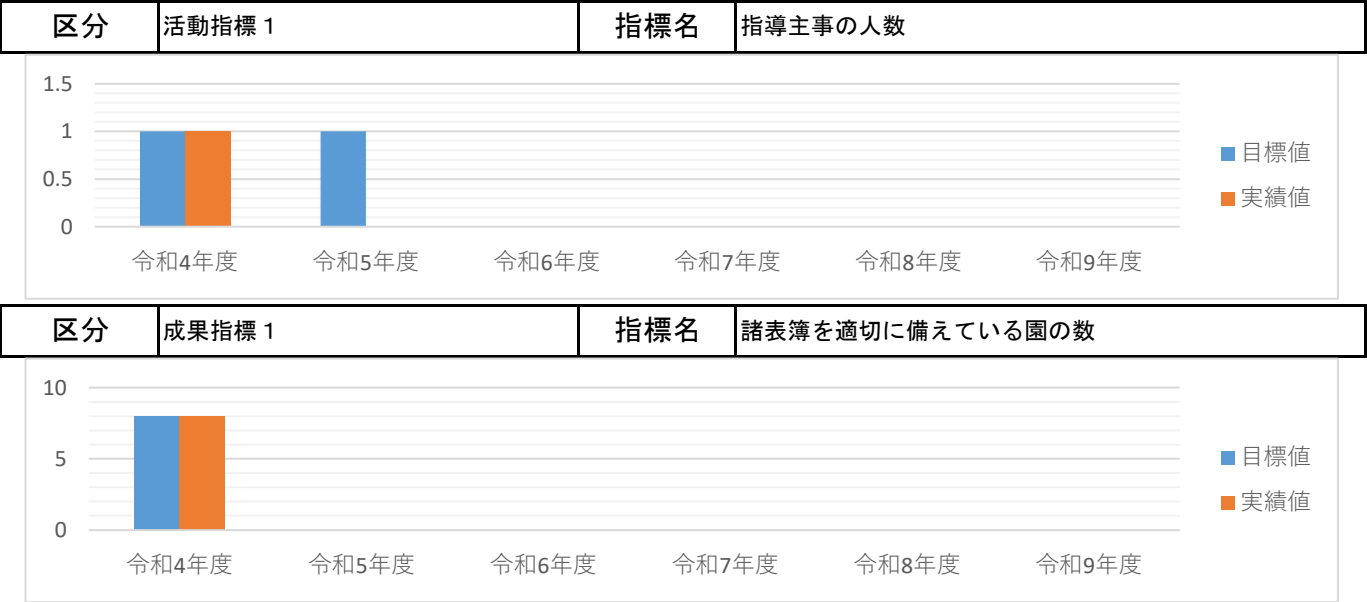 区分 活動指標１ 指標名 指導主事の人数
1.5
1
0.5
0
令和4年度 令和5年度 令和6年度 令和7年度 令和8年度 令和9年度
目標値
実績値
区分 成果指標１ 指標名 諸表簿を適切に備えている園の数
10
5
0
令和4年度 令和5年度 令和6年度 令和7年度 令和8年度 令和9年度
目標値
実績値